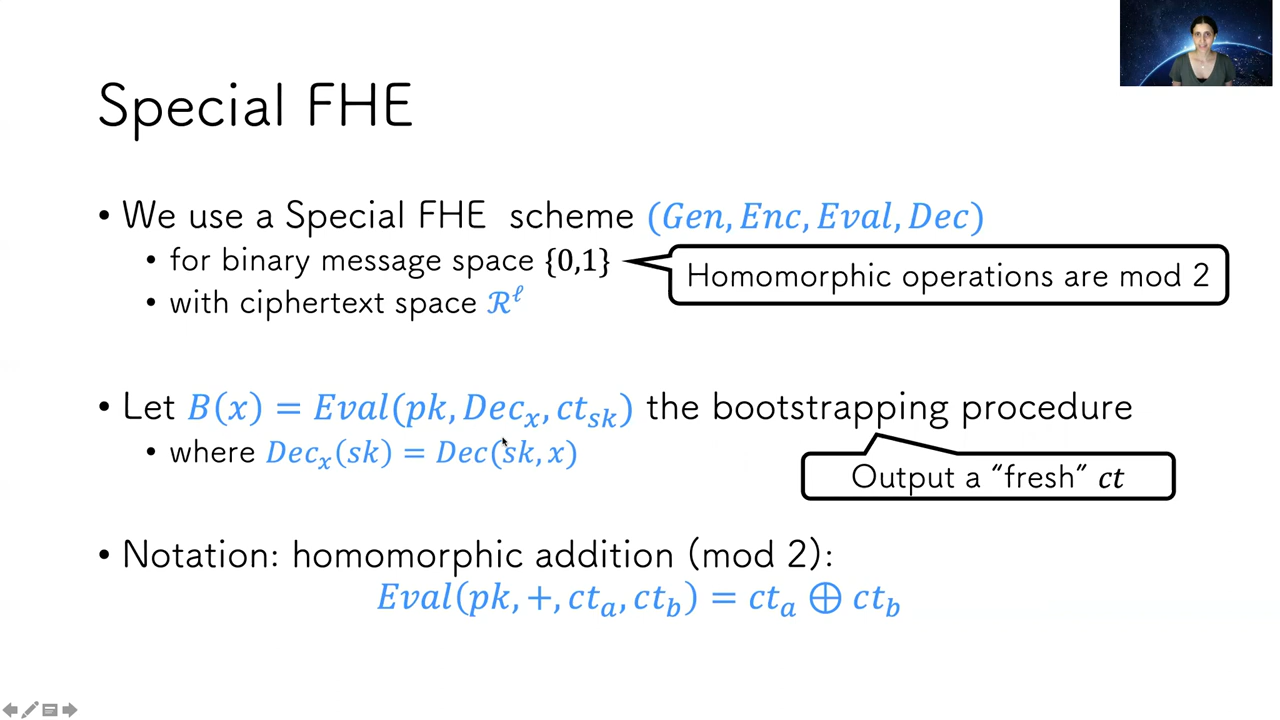 Special FHE
• We use a Special FHE scheme (Gen, Enc, Eval, Dec)
• for binary message space {0,1}
Homomorphic operations are mod 2
• with ciphertext space ℛ^ℓ
• Let B(x) = Eval(pk, Dec_x, ct_sk) the bootstrapping procedure
• where Dec_x(sk) = Dec(sk, x)
Output a “fresh” ct
• Notation: homomorphic addition (mod 2):
Eval(pk, +, ct_a, ct_b) = ct_a ⊕ ct_b